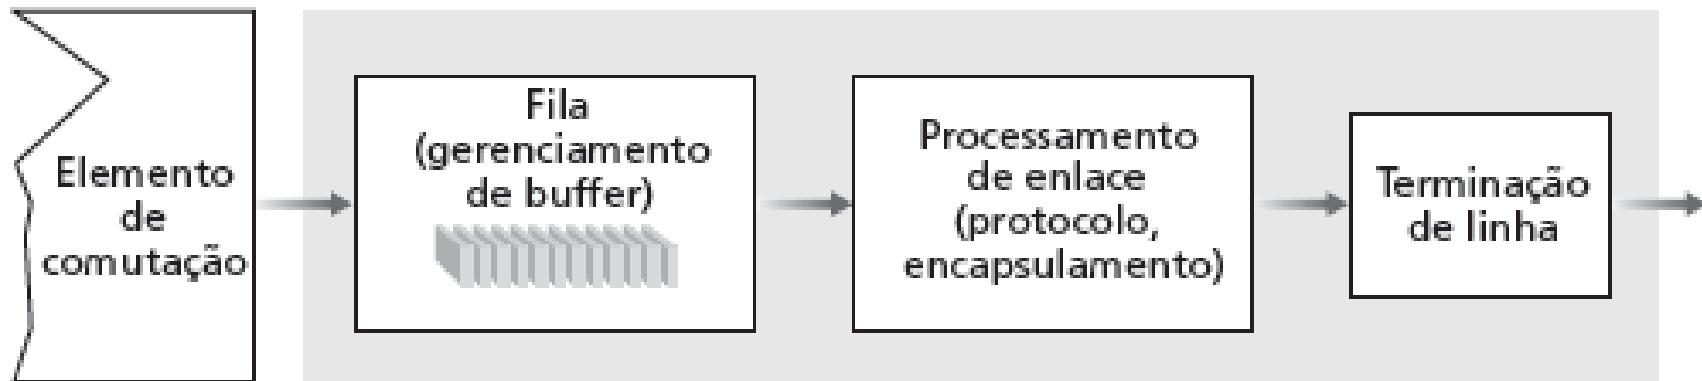 Elemento
de
comutação
Fila
(gerenciamento
de buffer)
Processamento
de enlace
(protocolo,
encapsulamento)
Terminação
de linha